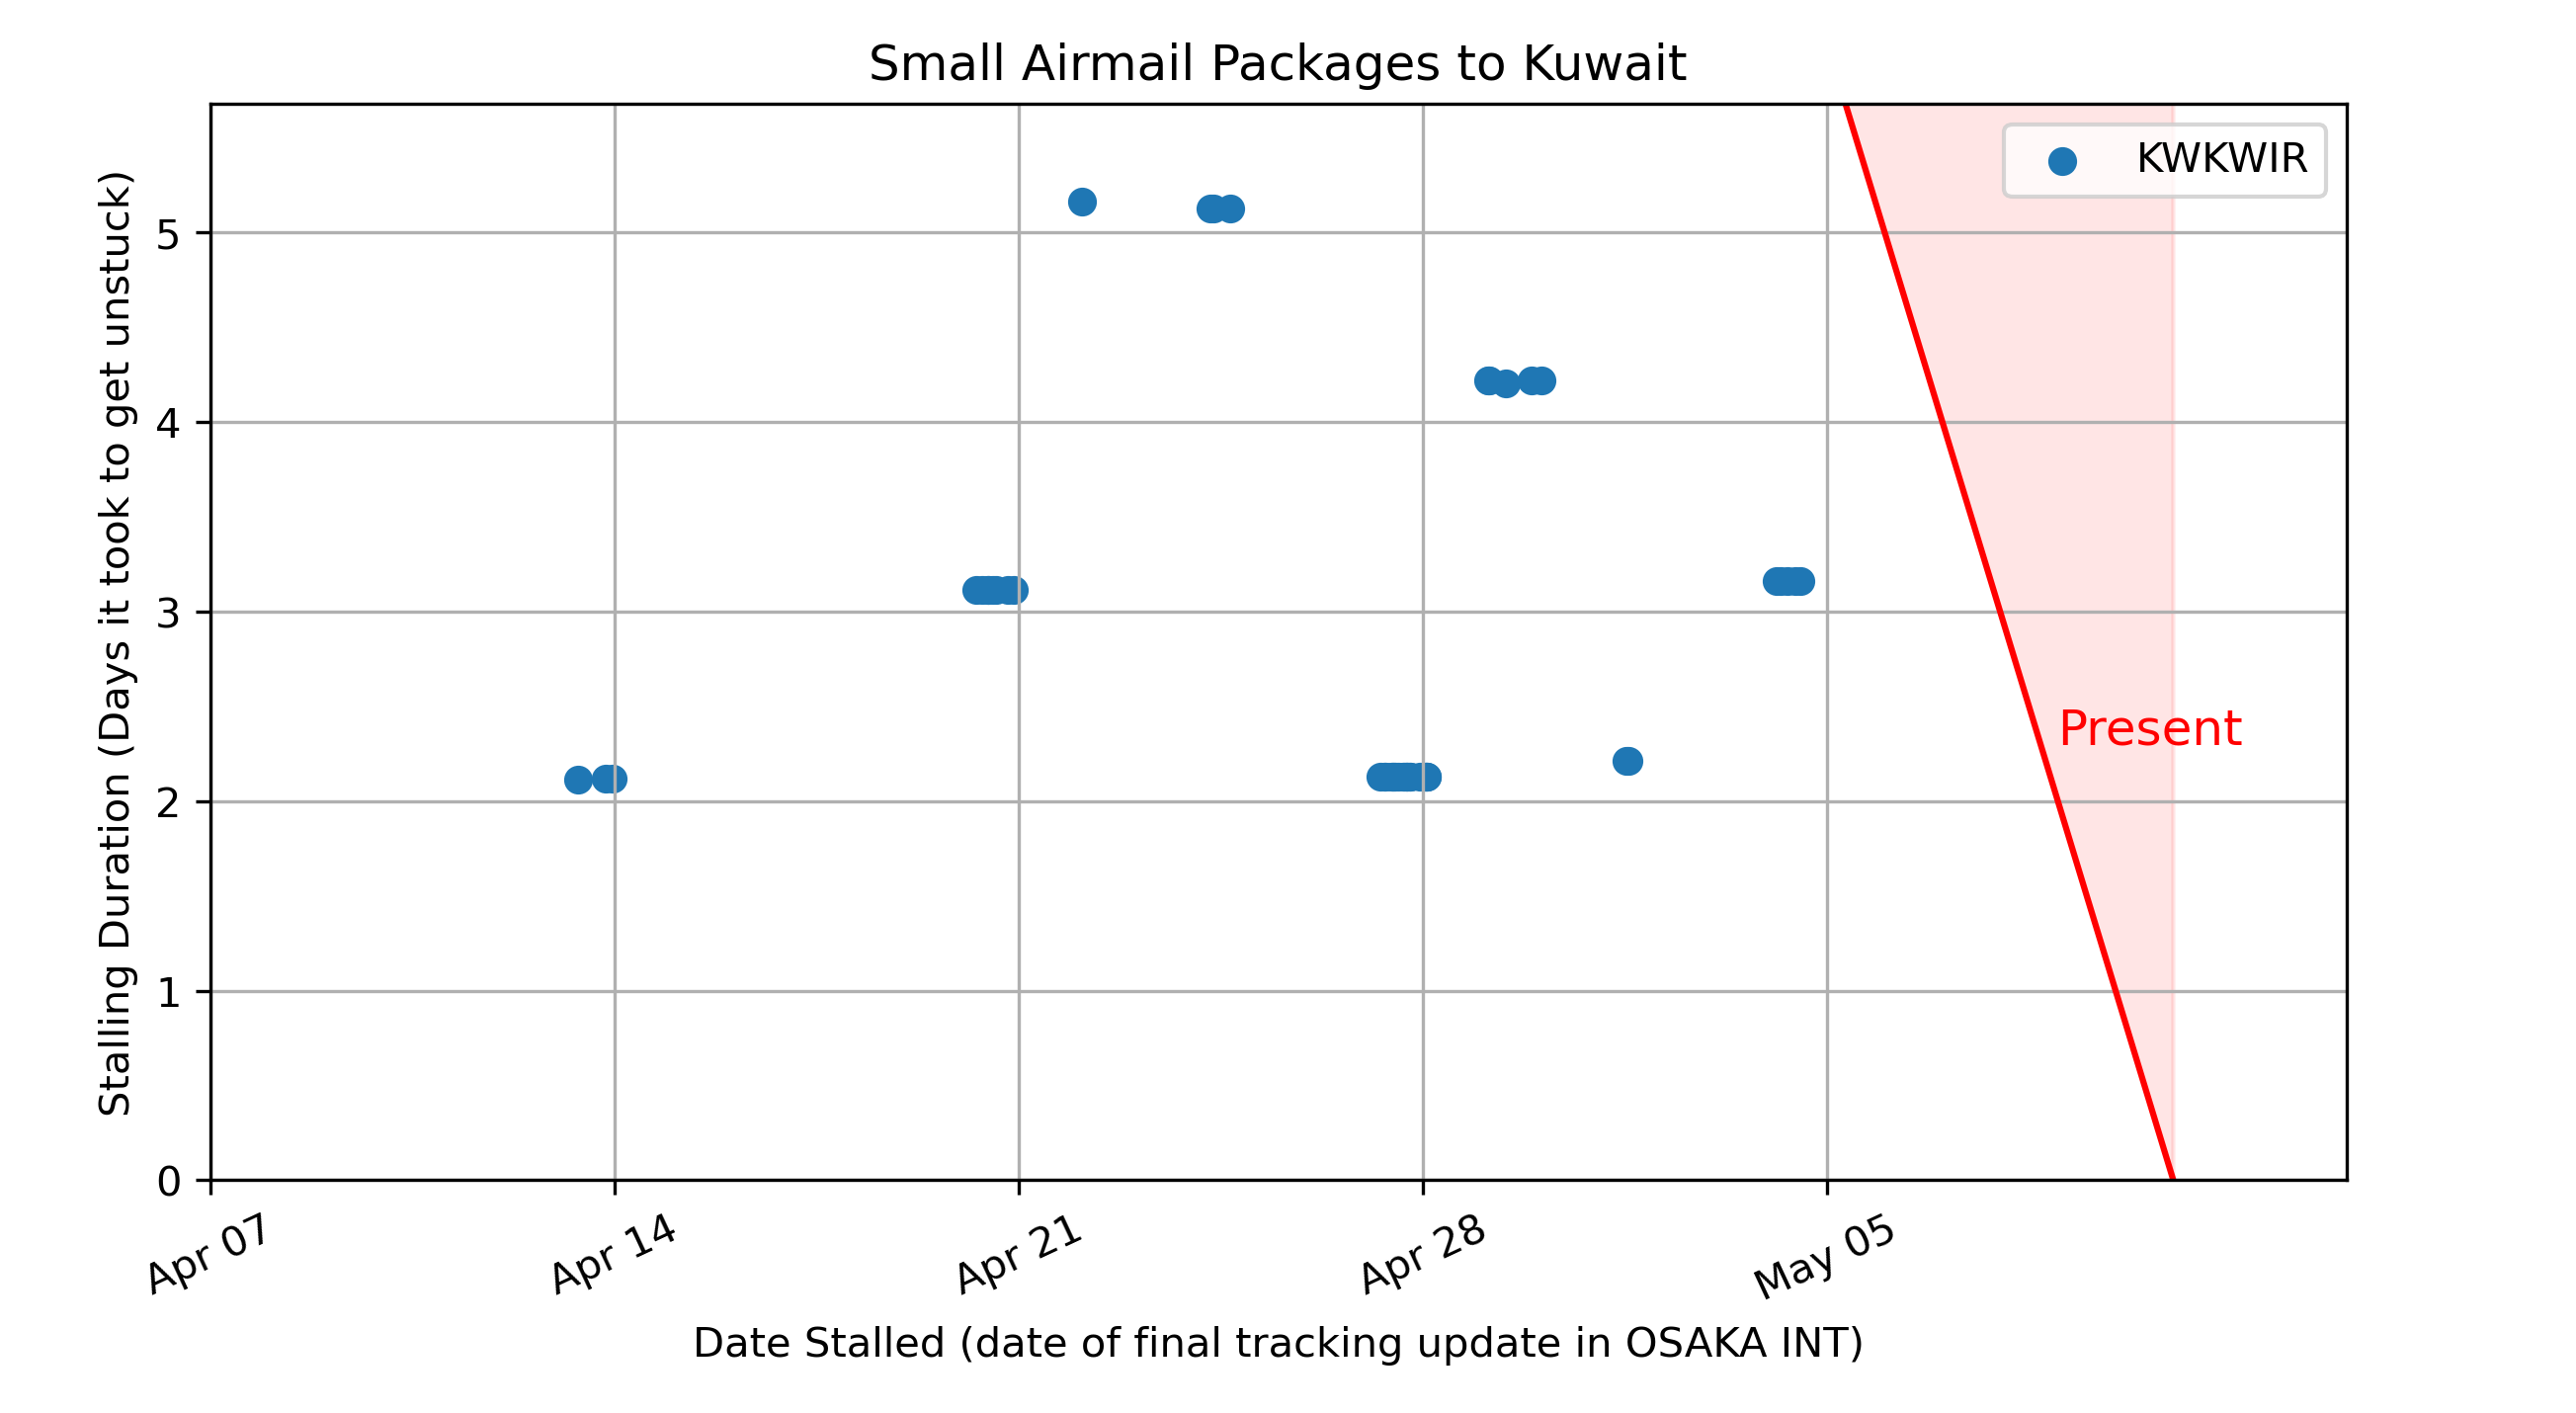 Small Airmail Packages to Kuwait
KWKWIR
Stalling Duration (Days it took to get unstuck)
5
4
3
2
1
0
Present
Apr 07
Apr 14
Apr 21
Apr 28
May 05
Date Stalled (date of final tracking update in OSAKA INT)